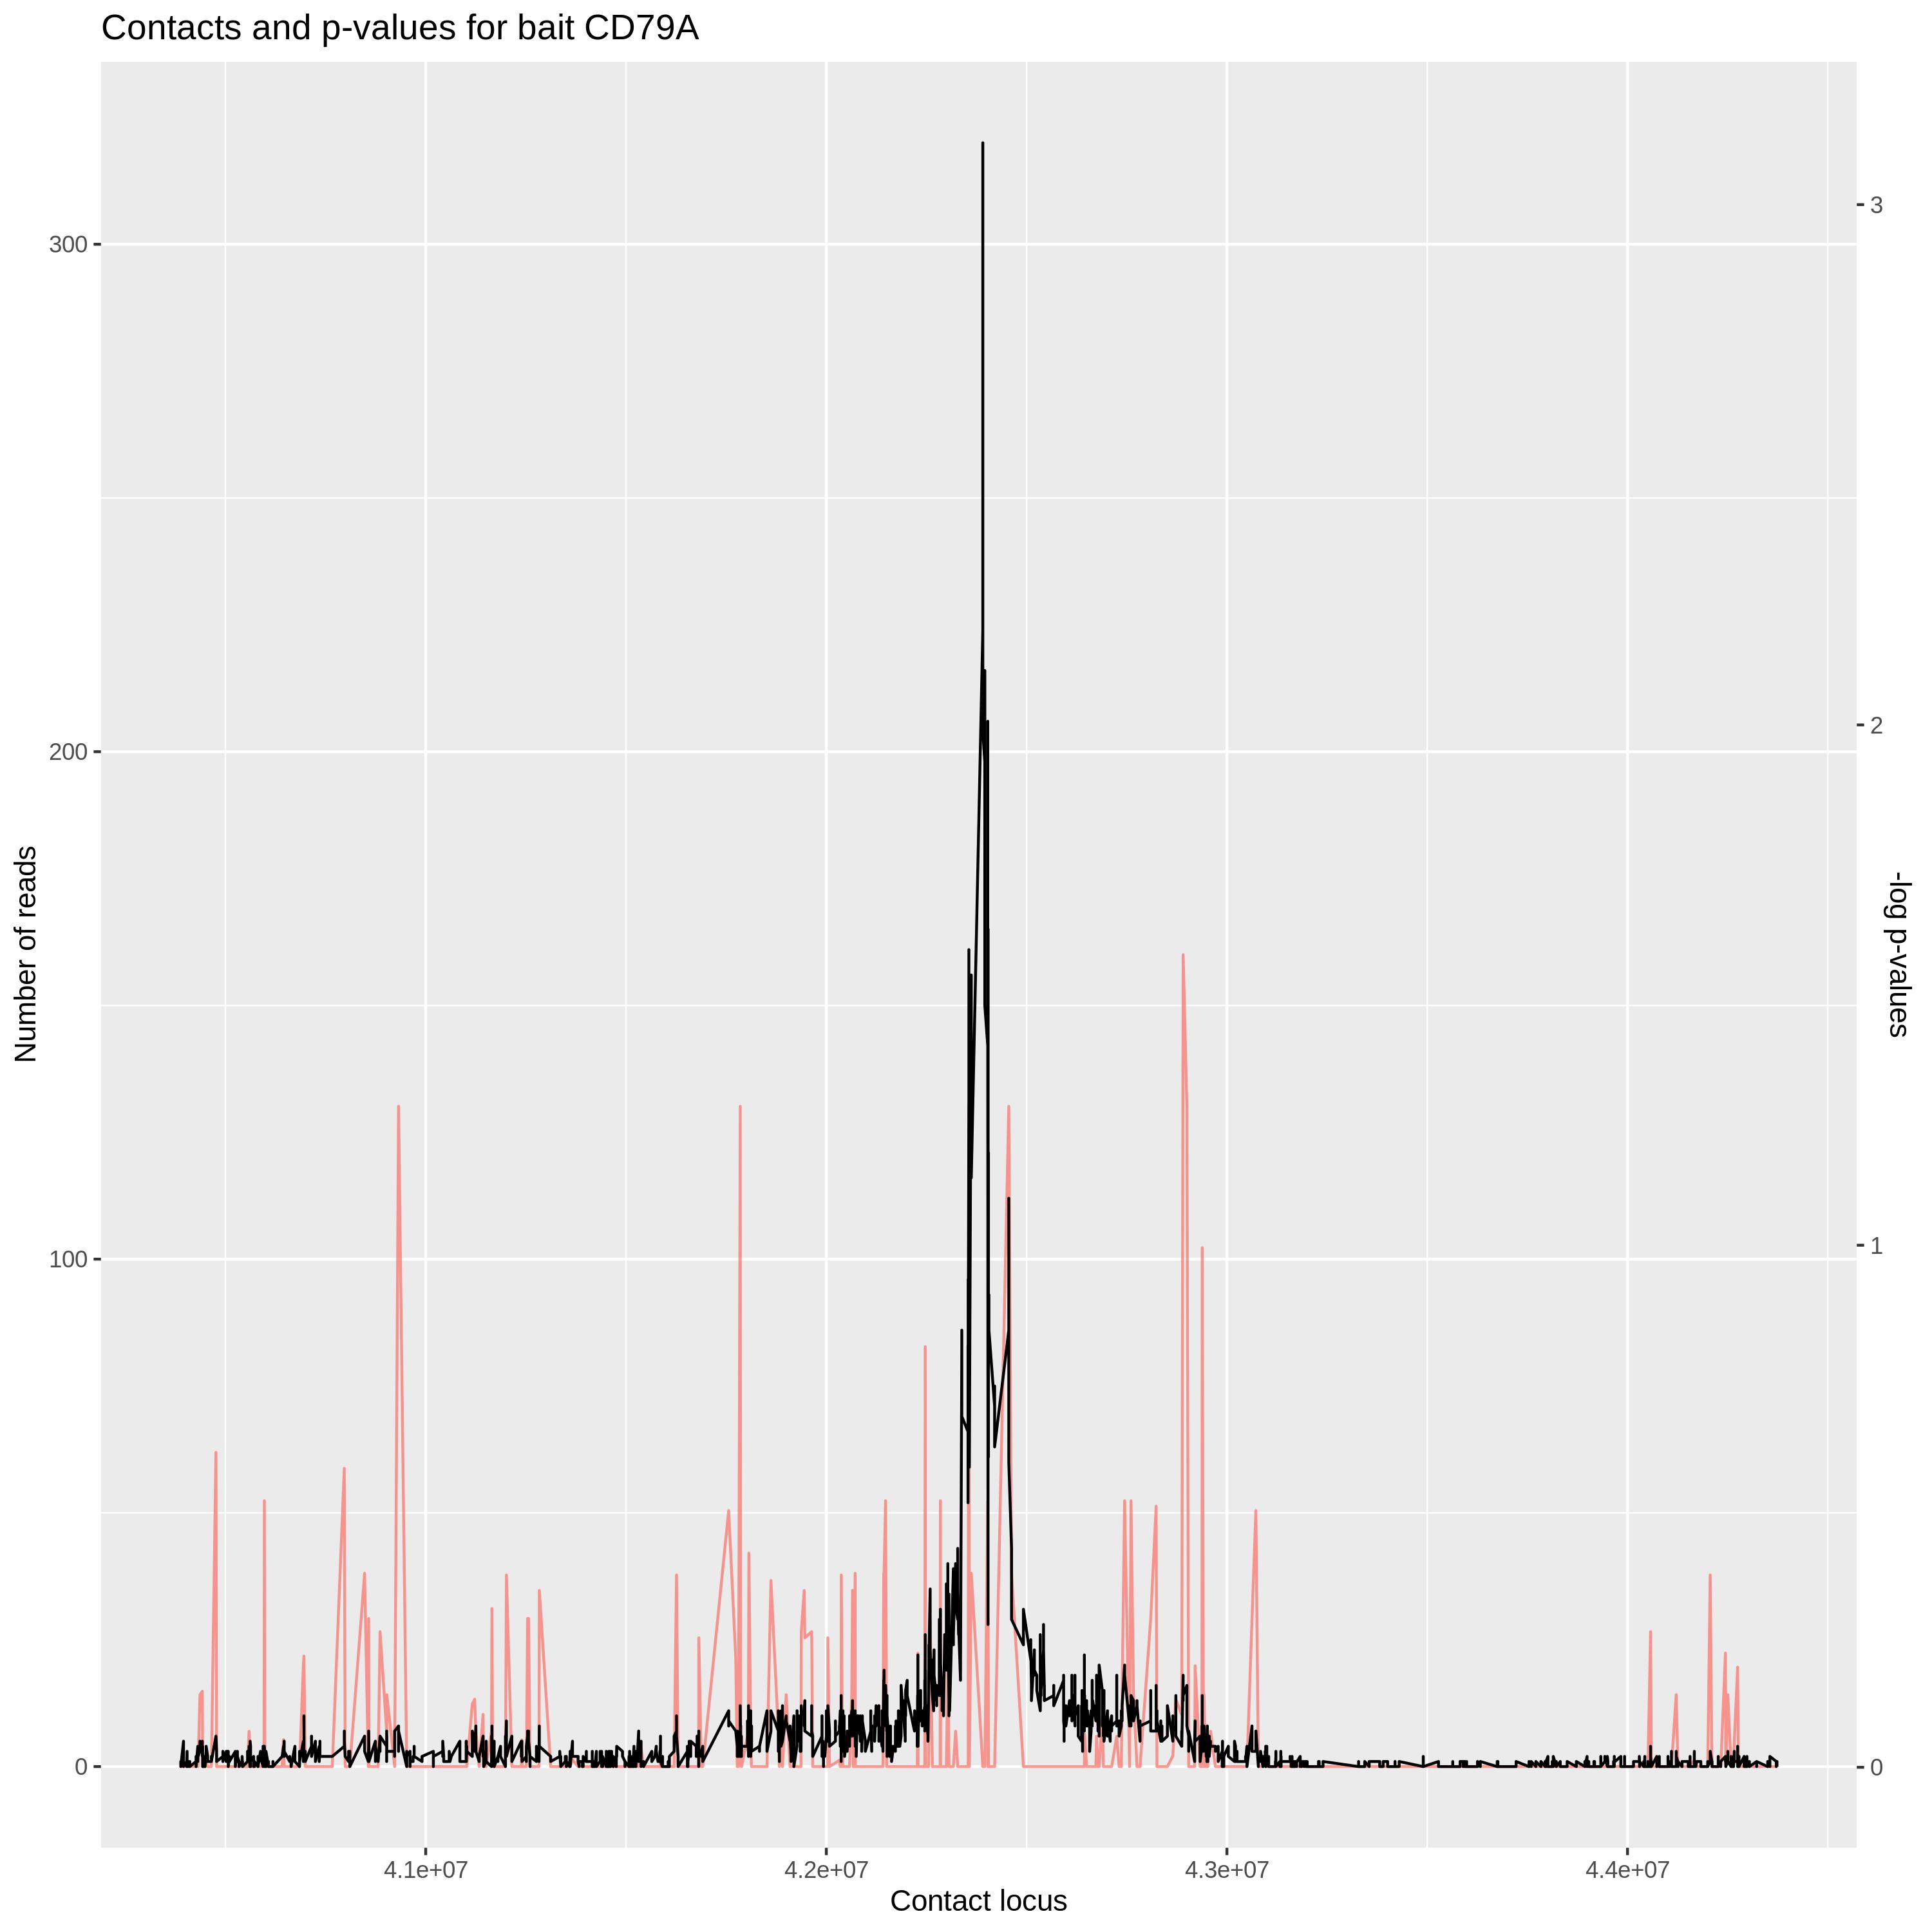 Contacts and p-values for bait CD79A
300
200
100
0
Number of reads
3
2
1
0
-log p-values
4.1e+07
4.2e+07
4.3e+07
4.4e+07
Contact locus